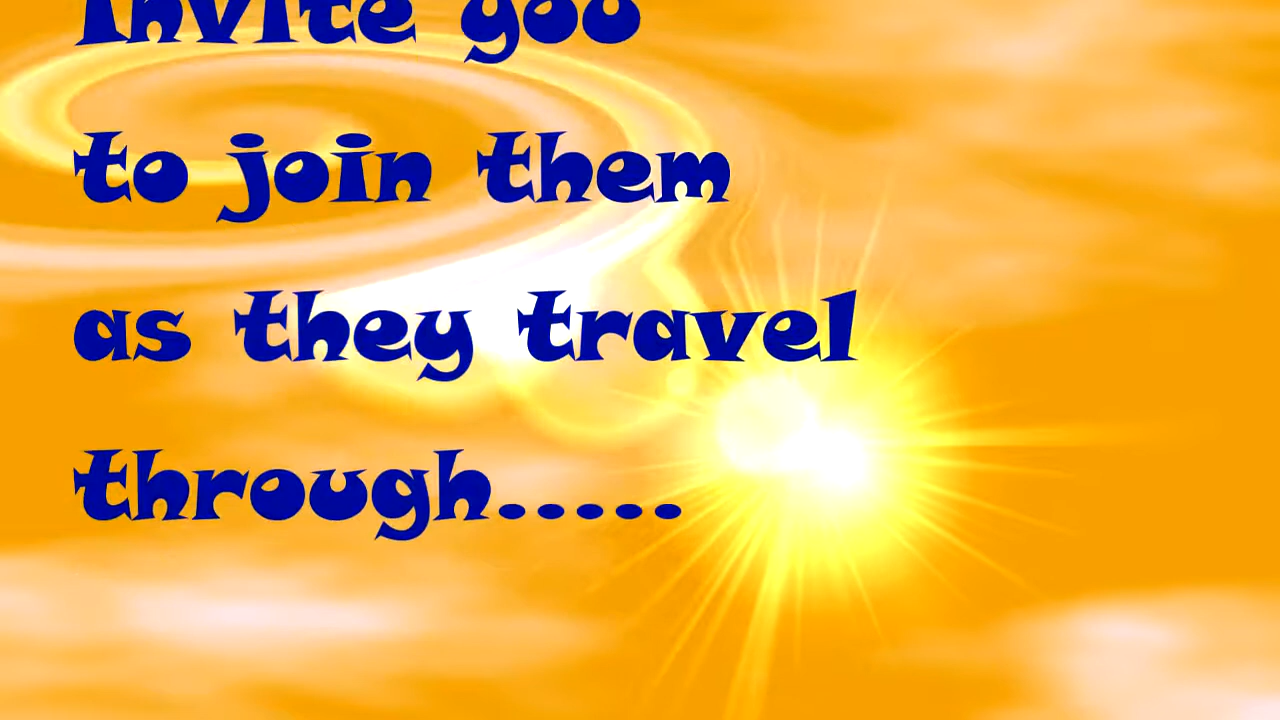 Invite you
to join them
as they travel
through.....